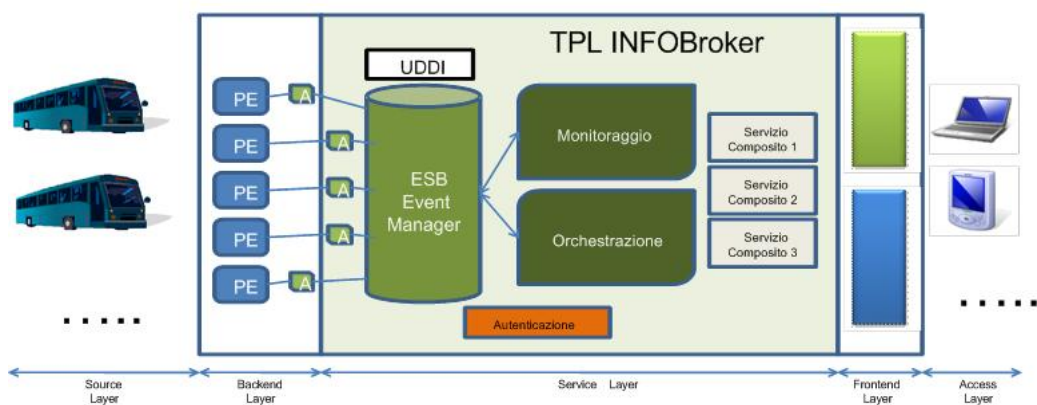 TPL INFOBroker
UDDI
PE
A
PE
A
PE
A
PE
A
PE
A
ESB
Event
Manager
Monitoraggio
Orchestrazione
Servizio
Composito 1
Servizio
Composito 2
Servizio
Composito 3
Autenticazione
Source
Layer
Backend
Layer
Service Layer
Frontend
Layer
Access
Layer